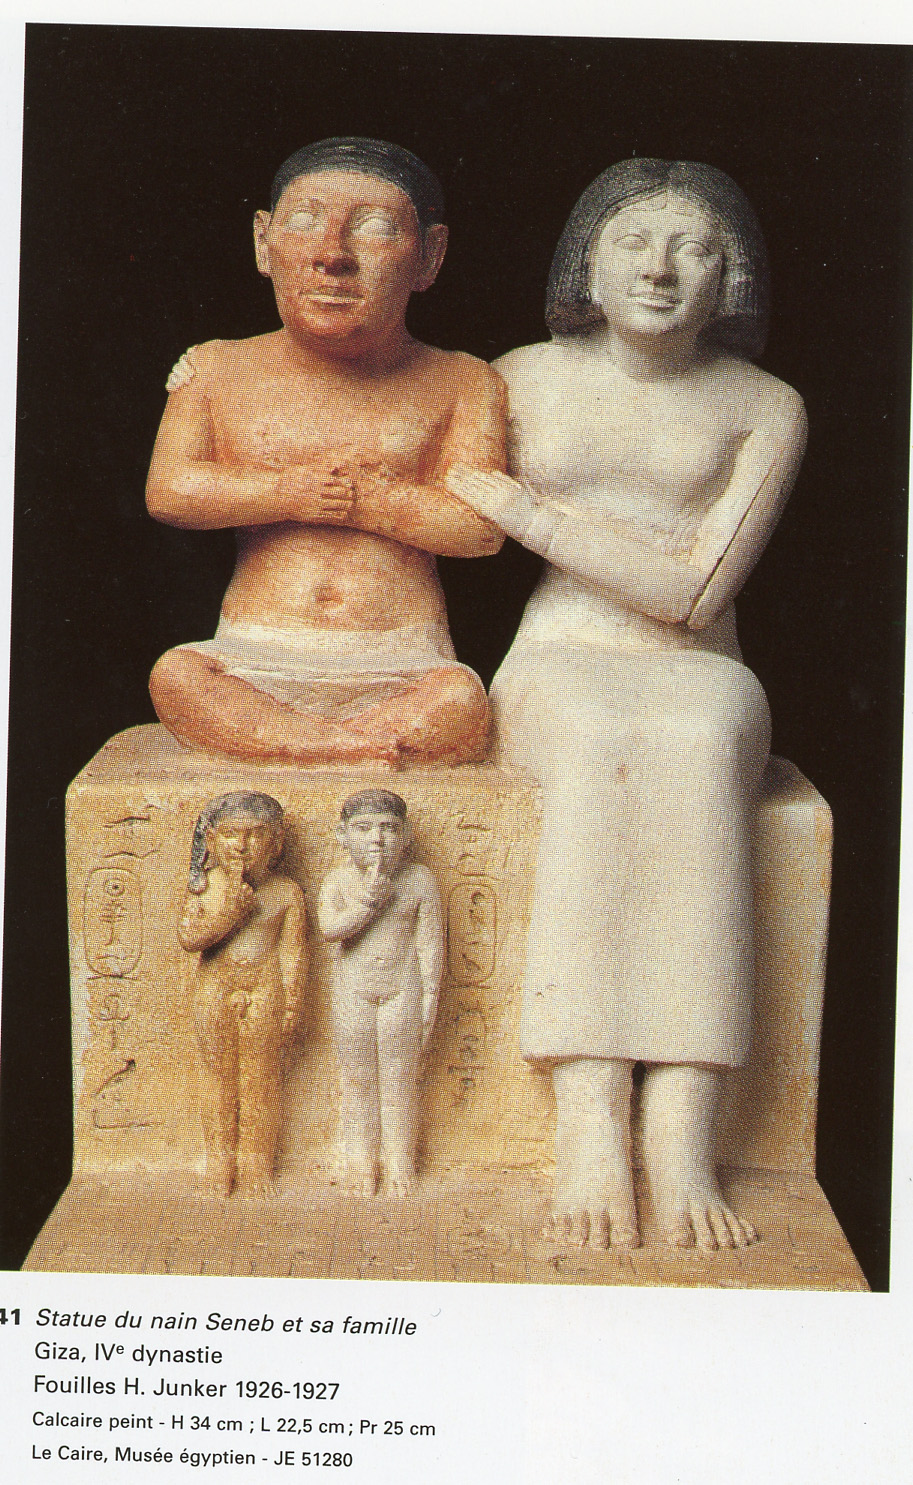 41 Statue du nain Seneb et sa famille
Giza, IVᵉ dynastie
Fouilles H. Junker 1926-1927
Calcaire peint - H 34 cm ; L 22,5 cm ; Pr 25 cm
Le Caire, Musée égyptien - JE 51280